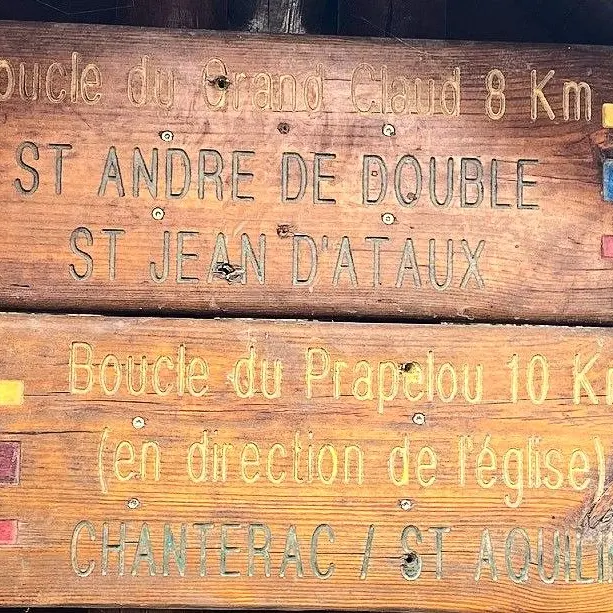 oucle du Grand Claud 8 Km
ST ANDRE DE DOUBLE
ST JEAN D'ATAUX
Boucle du Prapelou 10 K
(en direction de l'église)
CHANTERAC / ST AQUILI